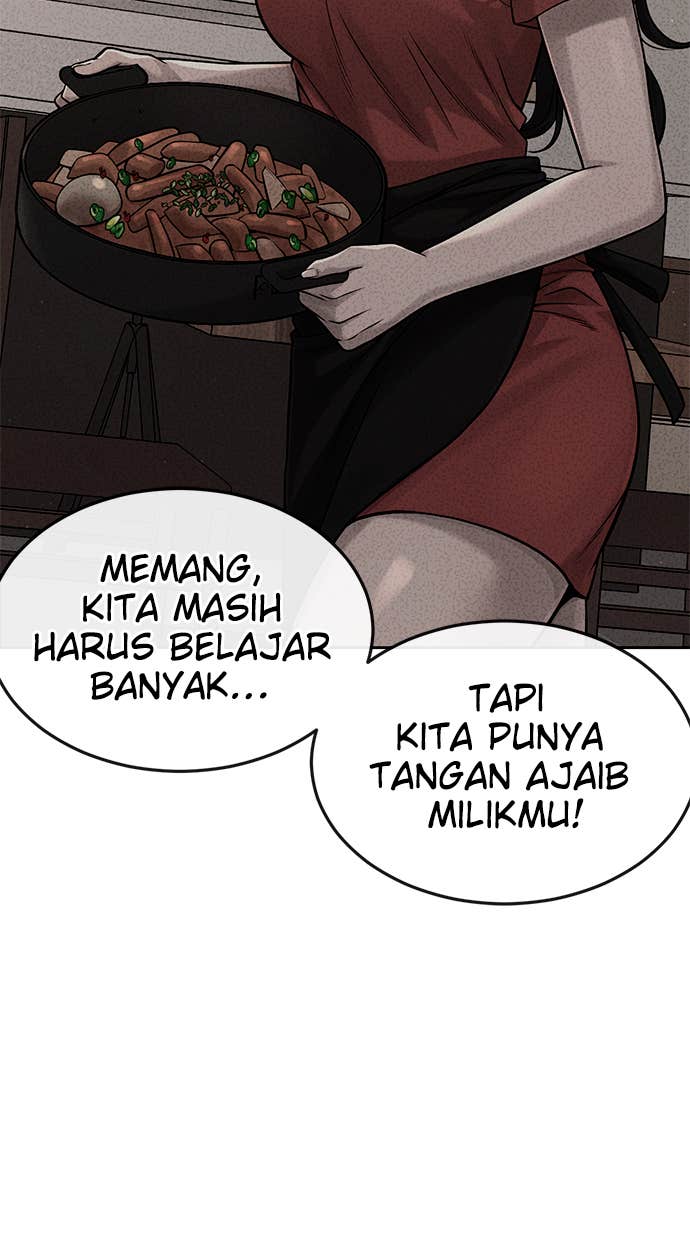 MEMANG,
KITA MASIH
HARUS BELAJAR
BANYAK...
TAPI
KITA PUNYA
TANGAN AJAIB
MILIKMU!